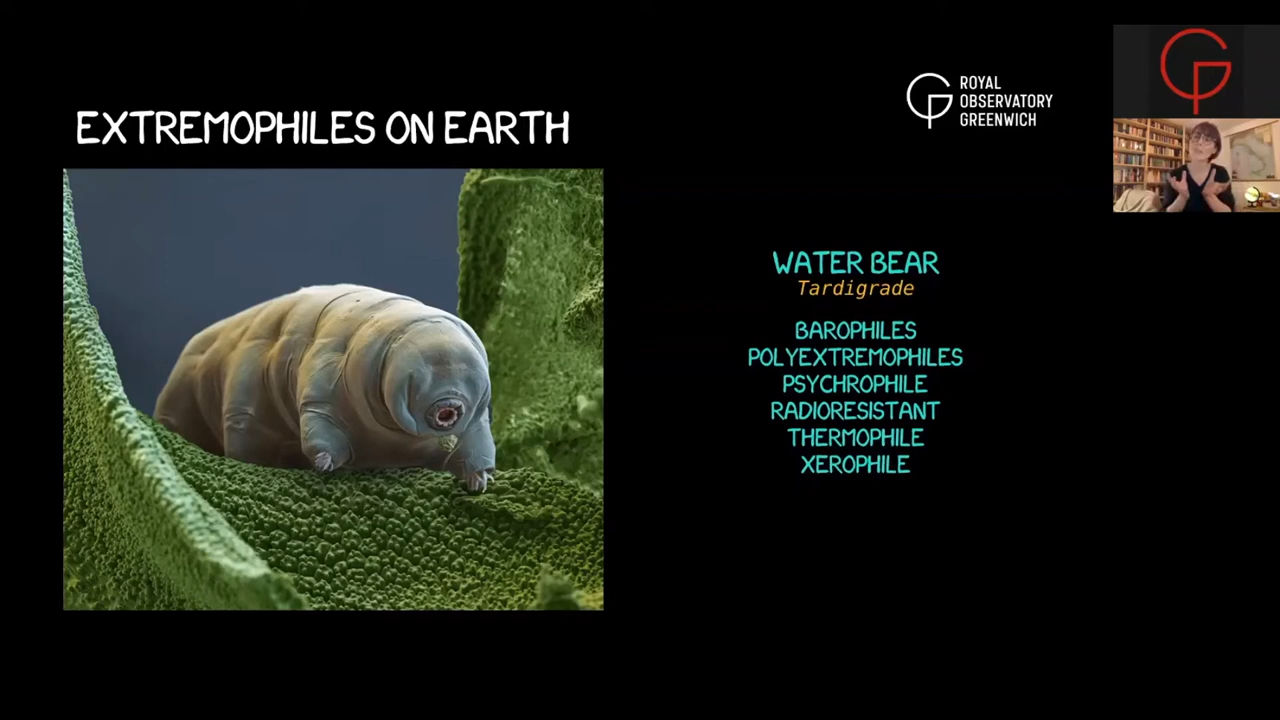 EXTREMOPHILES ON EARTH
ROYAL
OBSERVATORY
GREENWICH
WATER BEAR
Tardigrade
BAROPHILES
POLYEXTREMOPHILES
PSYCHROPHILE
RADIORESISTANT
THERMOPHILE
XEROPHILE